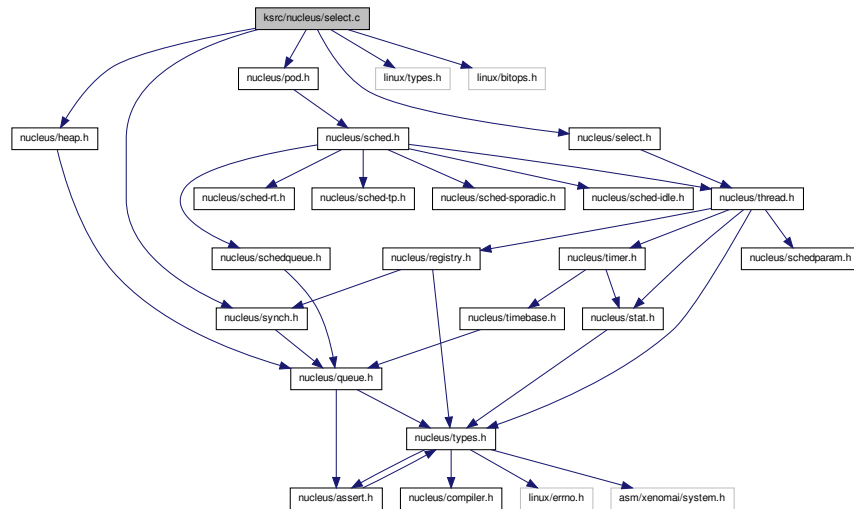 ksrc/nucleus/select.c
nucleus/pod.h
linux/types.h
linux/bitops.h
nucleus/heap.h
nucleus/sched.h
nucleus/select.h
nucleus/sched-rt.h
nucleus/sched-tp.h
nucleus/sched-sporadic.h
nucleus/sched-idle.h
nucleus/thread.h
nucleus/schedqueue.h
nucleus/registry.h
nucleus/timer.h
nucleus/schedparam.h
nucleus/synch.h
nucleus/timebase.h
nucleus/stat.h
nucleus/queue.h
nucleus/types.h
nucleus/assert.h
nucleus/compiler.h
linux/errno.h
asm/xenomai/system.h